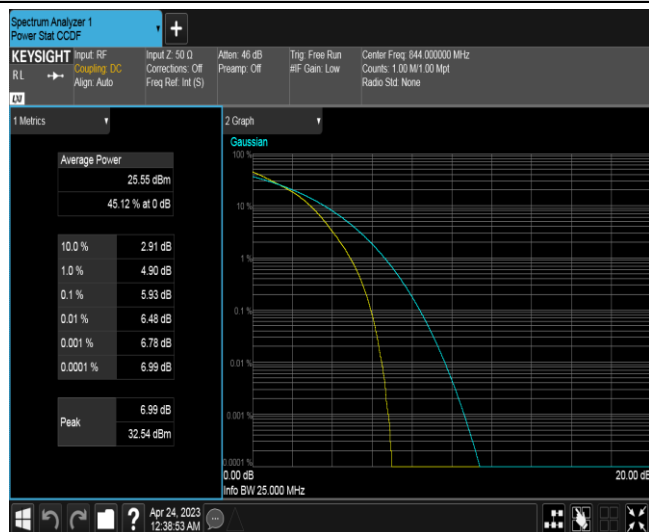 Spectrum Analyzer 1
Power Stat CCDF
+
KEYSIGHT
RL
Input: RF
Coupling: DC
Align: Auto
Input Z: 50 Ω
Corrections: Off
Freq Ref: Int (S)
Atten: 46 dB
Preamp: Off
Trig: Free Run
#IF Gain: Low
Center Freq: 844.000000 MHz
Counts: 1.00 M/1.00 Mpt
Radio Std: None
LXI
1 Metrics
Average Power
25.55 dBm
45.12 % at 0 dB
10.0 % 2.91 dB
1.0 % 4.90 dB
0.1 % 5.93 dB
0.01 % 6.48 dB
0.001 % 6.78 dB
0.0001 % 6.99 dB
Peak
6.99 dB
32.54 dBm
2 Graph
Gaussian
100 %
10 %
1 %
0.1 %
0.01 %
0.001 %
0.0001 %
0.00 dB 20.00 dB
Info BW 25.000 MHz
?
Apr 24, 2023
12:38:53 AM